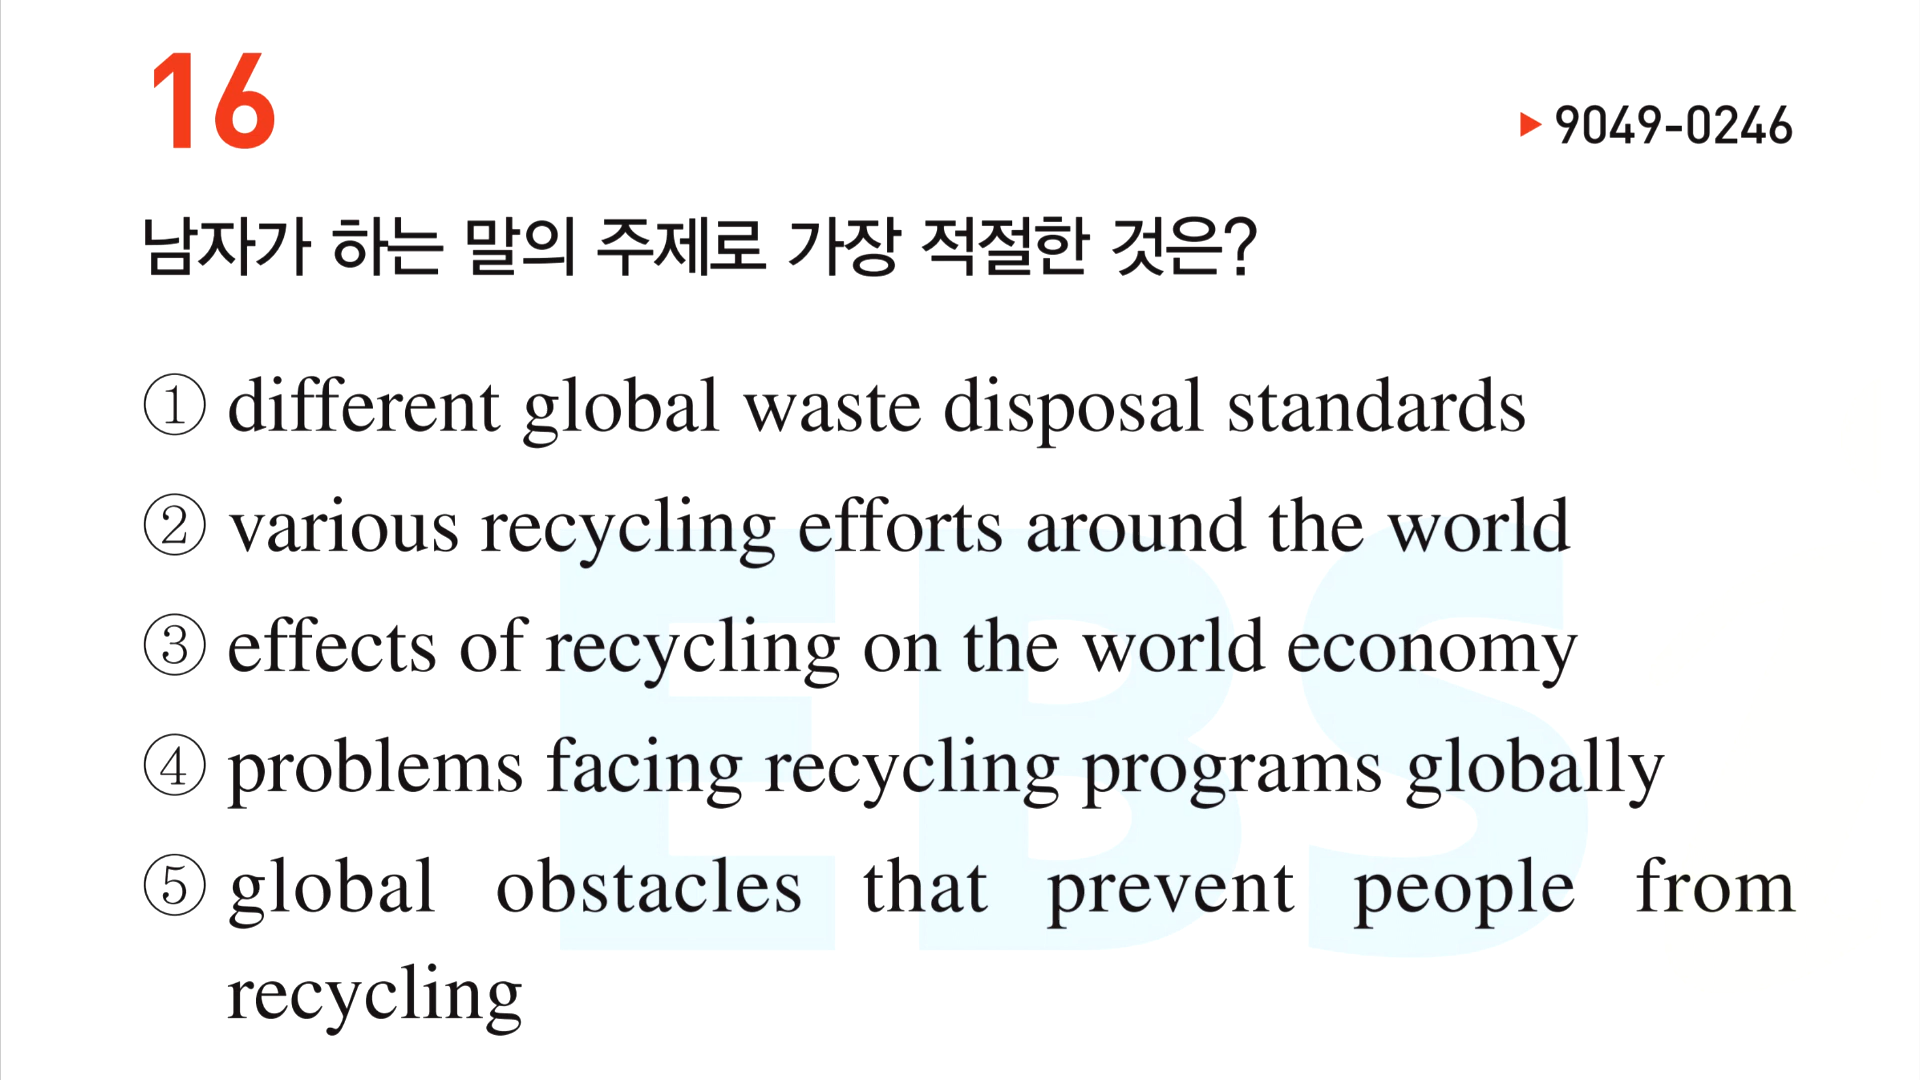 16
▶ 9049-0246
남자가 하는 말의 주제로 가장 적절한 것은?
① different global waste disposal standards
② various recycling efforts around the world
③ effects of recycling on the world economy
④ problems facing recycling programs globally
⑤ global obstacles that prevent people from
recycling
EBS